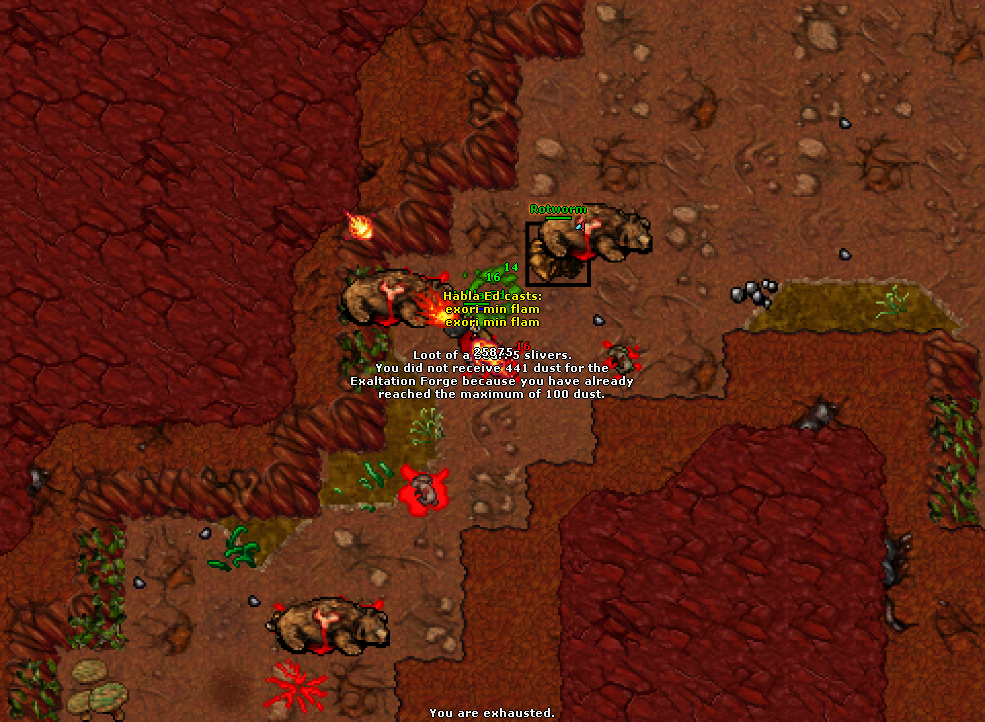 Rotworm
14
16
Habla Ed casts:
exori min flam
exori min flam
16
25875
Loot of a slivers.
You did not receive 441 dust for the
Exaltation Forge because you have already
reached the maximum of 100 dust.
You are exhausted.